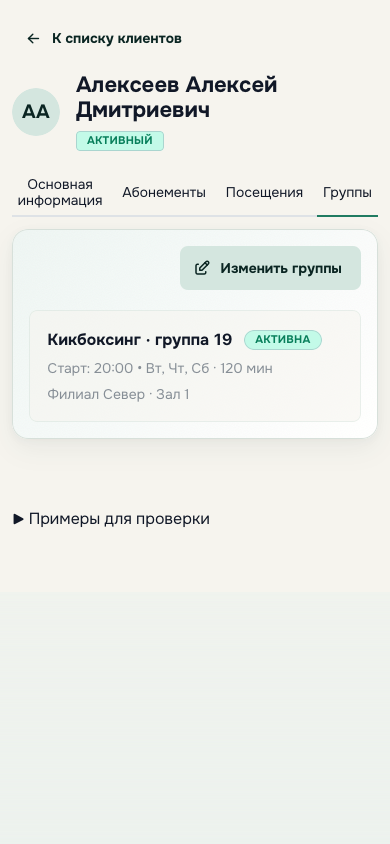 ← К списку клиентов
АА
Алексеев Алексей
Дмитриевич
АКТИВНЫЙ
Основная
информация
Абонементы
Посещения
Группы
Изменить группы
Кикбоксинг · группа 19
АКТИВНА
Старт: 20:00 • Вт, Чт, Сб · 120 мин
Филиал Север · Зал 1
▶ Примеры для проверки